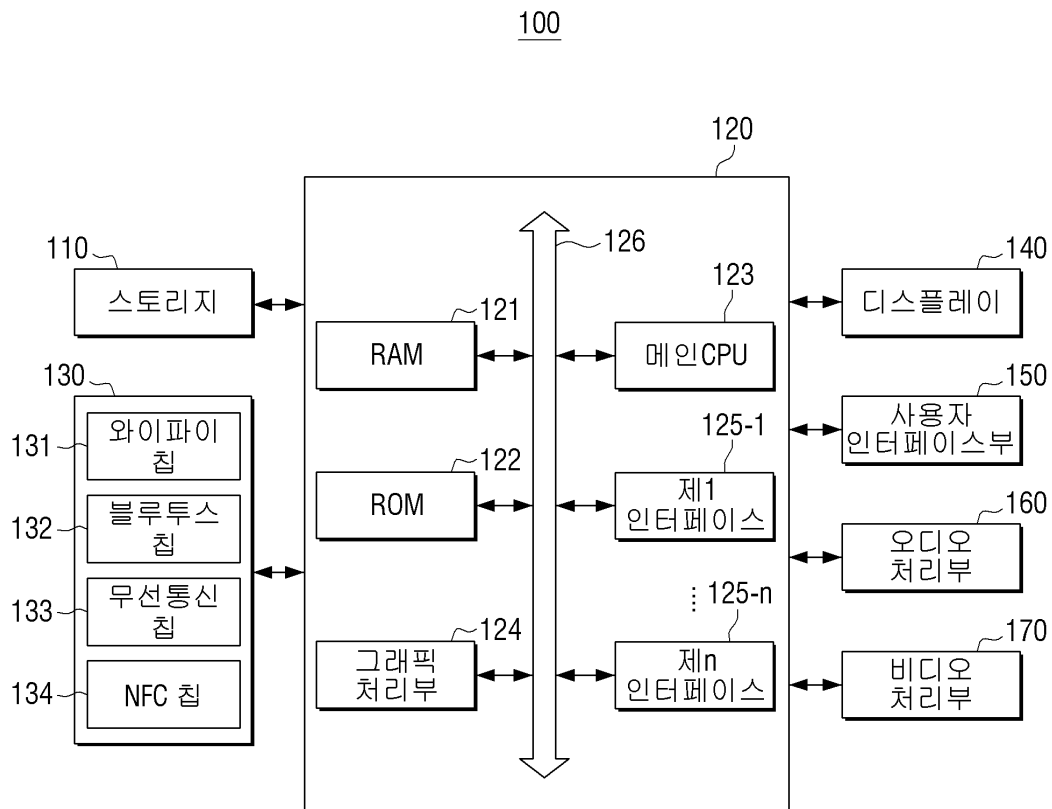 100
120
110
스토리지
126
140
디스플레이
121
RAM
123
메인CPU
130
131
와이파이
칩
132
블루투스
칩
133
무선통신
칩
134
NFC 칩
122
ROM
125-1
제1
인터페이스
150
사용자
인터페이스부
160
오디오
처리부
124
그래픽
처리부
125-n
제n
인터페이스
170
비디오
처리부